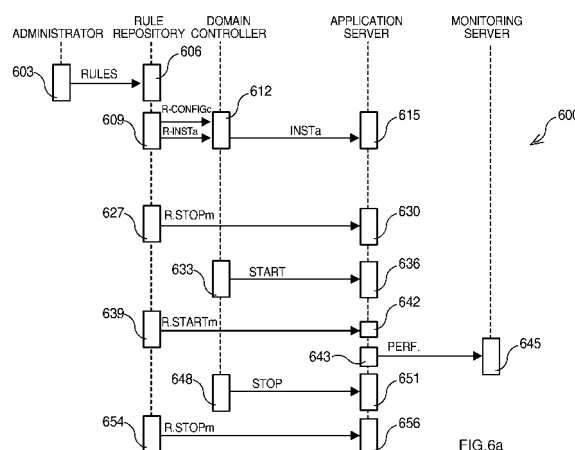 ADMINISTRATOR
RULE
REPOSITORY
DOMAIN
CONTROLLER
APPLICATION
SERVER
MONITORING
SERVER
603
RULES
606
612
609
R-CONFIGc
R-INSTa
INSTa
615
600
627
R.STOPm
630
633
START
636
639
R.STARTm
642
643
PERF.
645
648
STOP
651
654
R.STOPm
656
FIG.6a